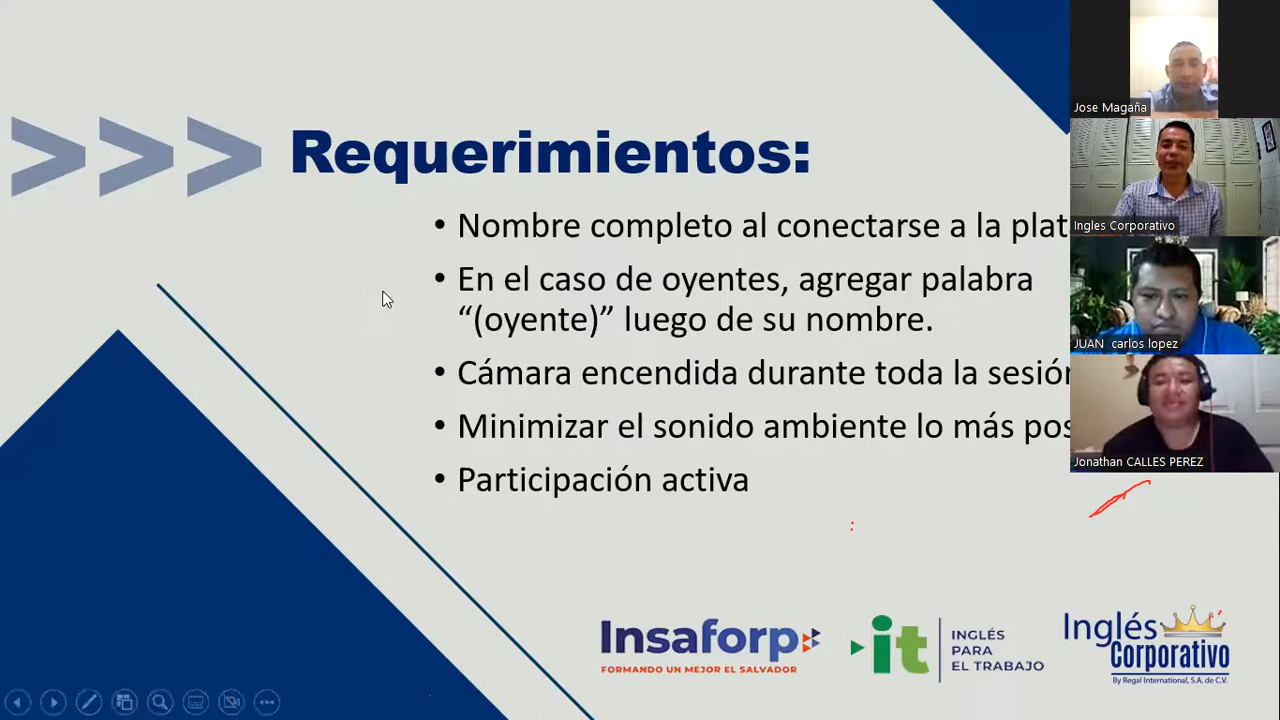 Requerimientos:
• Nombre completo al conectarse a la plat
• En el caso de oyentes, agregar palabra
“(oyente)” luego de su nombre.
• Cámara encendida durante toda la sesión
• Minimizar el sonido ambiente lo más pos
• Participación activa
Jose Magaña
Ingles Corporativo
JUAN carlos lopez
Jonathan CALLES PEREZ
Insaforp
FORMANDO UN MEJOR EL SALVADOR
it
INGLÉS
PARA
EL TRABAJO
Inglés
Corporativo
By Regal International, S.A. de C.V.